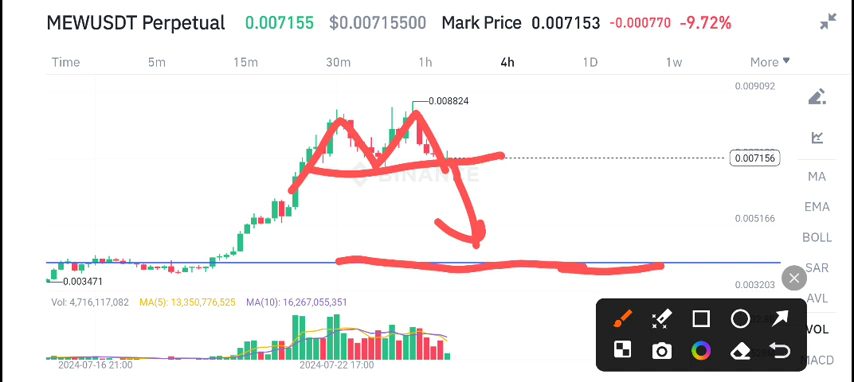 MEWUSDT Perpetual 0.007155 $0.00715500 Mark Price 0.007153 -0.000770 -9.72%
Time 5m 15m 30m 1h 4h 1D 1w More
0.009092
0.008824
0.007156
BINANCE
MA
0.005166
EMA
BOLL
SAR
0.003471
0.003203
AVL
Vol: 4,716,117,082 MA(5): 13,350,776,525 MA(10): 16,267,055,351
VOL
MACD
2024-07-16 21:00 2024-07-22 17:00